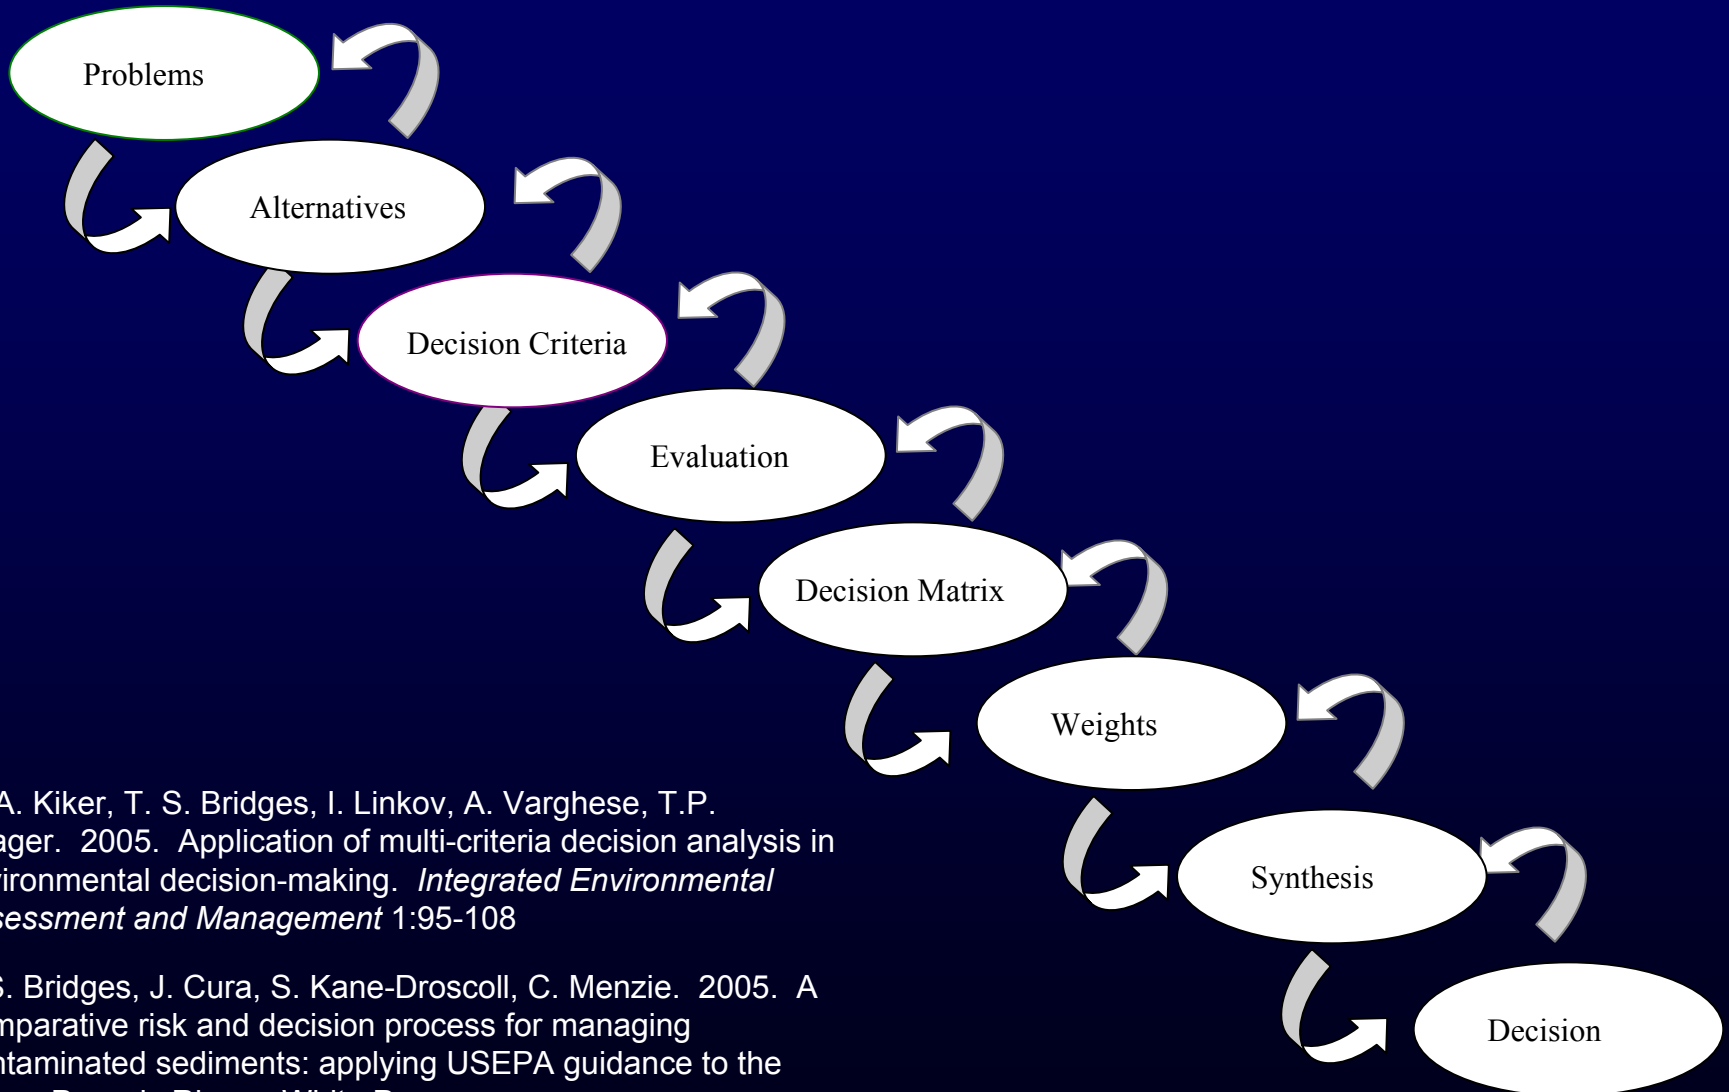 Problems
Alternatives
Decision Criteria
Evaluation
Decision Matrix
Weights
Synthesis
Decision
A. Kiker, T. S. Bridges, I. Linkov, A. Varghese, T.P.
ager. 2005. Application of multi-criteria decision analysis in
vironmental decision-making. Integrated Environmental
sessment and Management 1:95-108
S. Bridges, J. Cura, S. Kane-Droscoll, C. Menzie. 2005. A
mparative risk and decision process for managing
ntaminated sediments: applying USEPA guidance to the